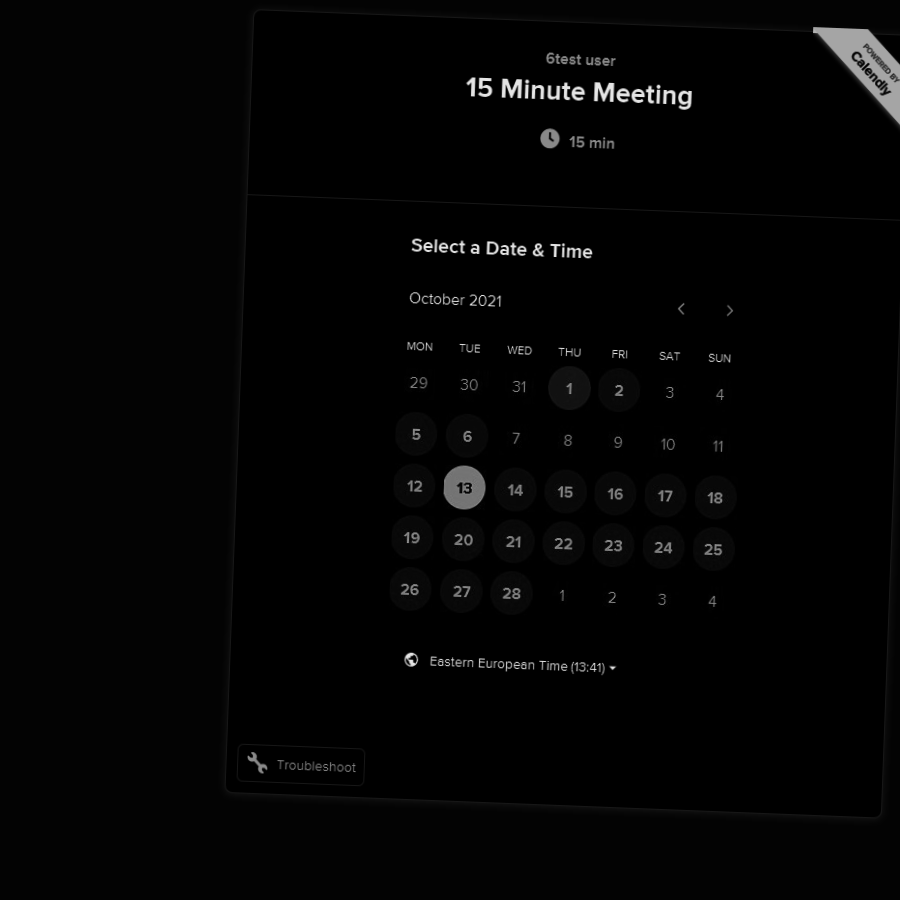 POWERED BY
Calendly
6test user
15 Minute Meeting
15 min
Select a Date & Time
October 2021
MON TUE WED THU FRI SAT SUN
29 30 31 1 2 3 4
5 6 7 8 9 10 11
12 13 14 15 16 17 18
19 20 21 22 23 24 25
26 27 28 1 2 3 4
Eastern European Time (13:41)
Troubleshoot